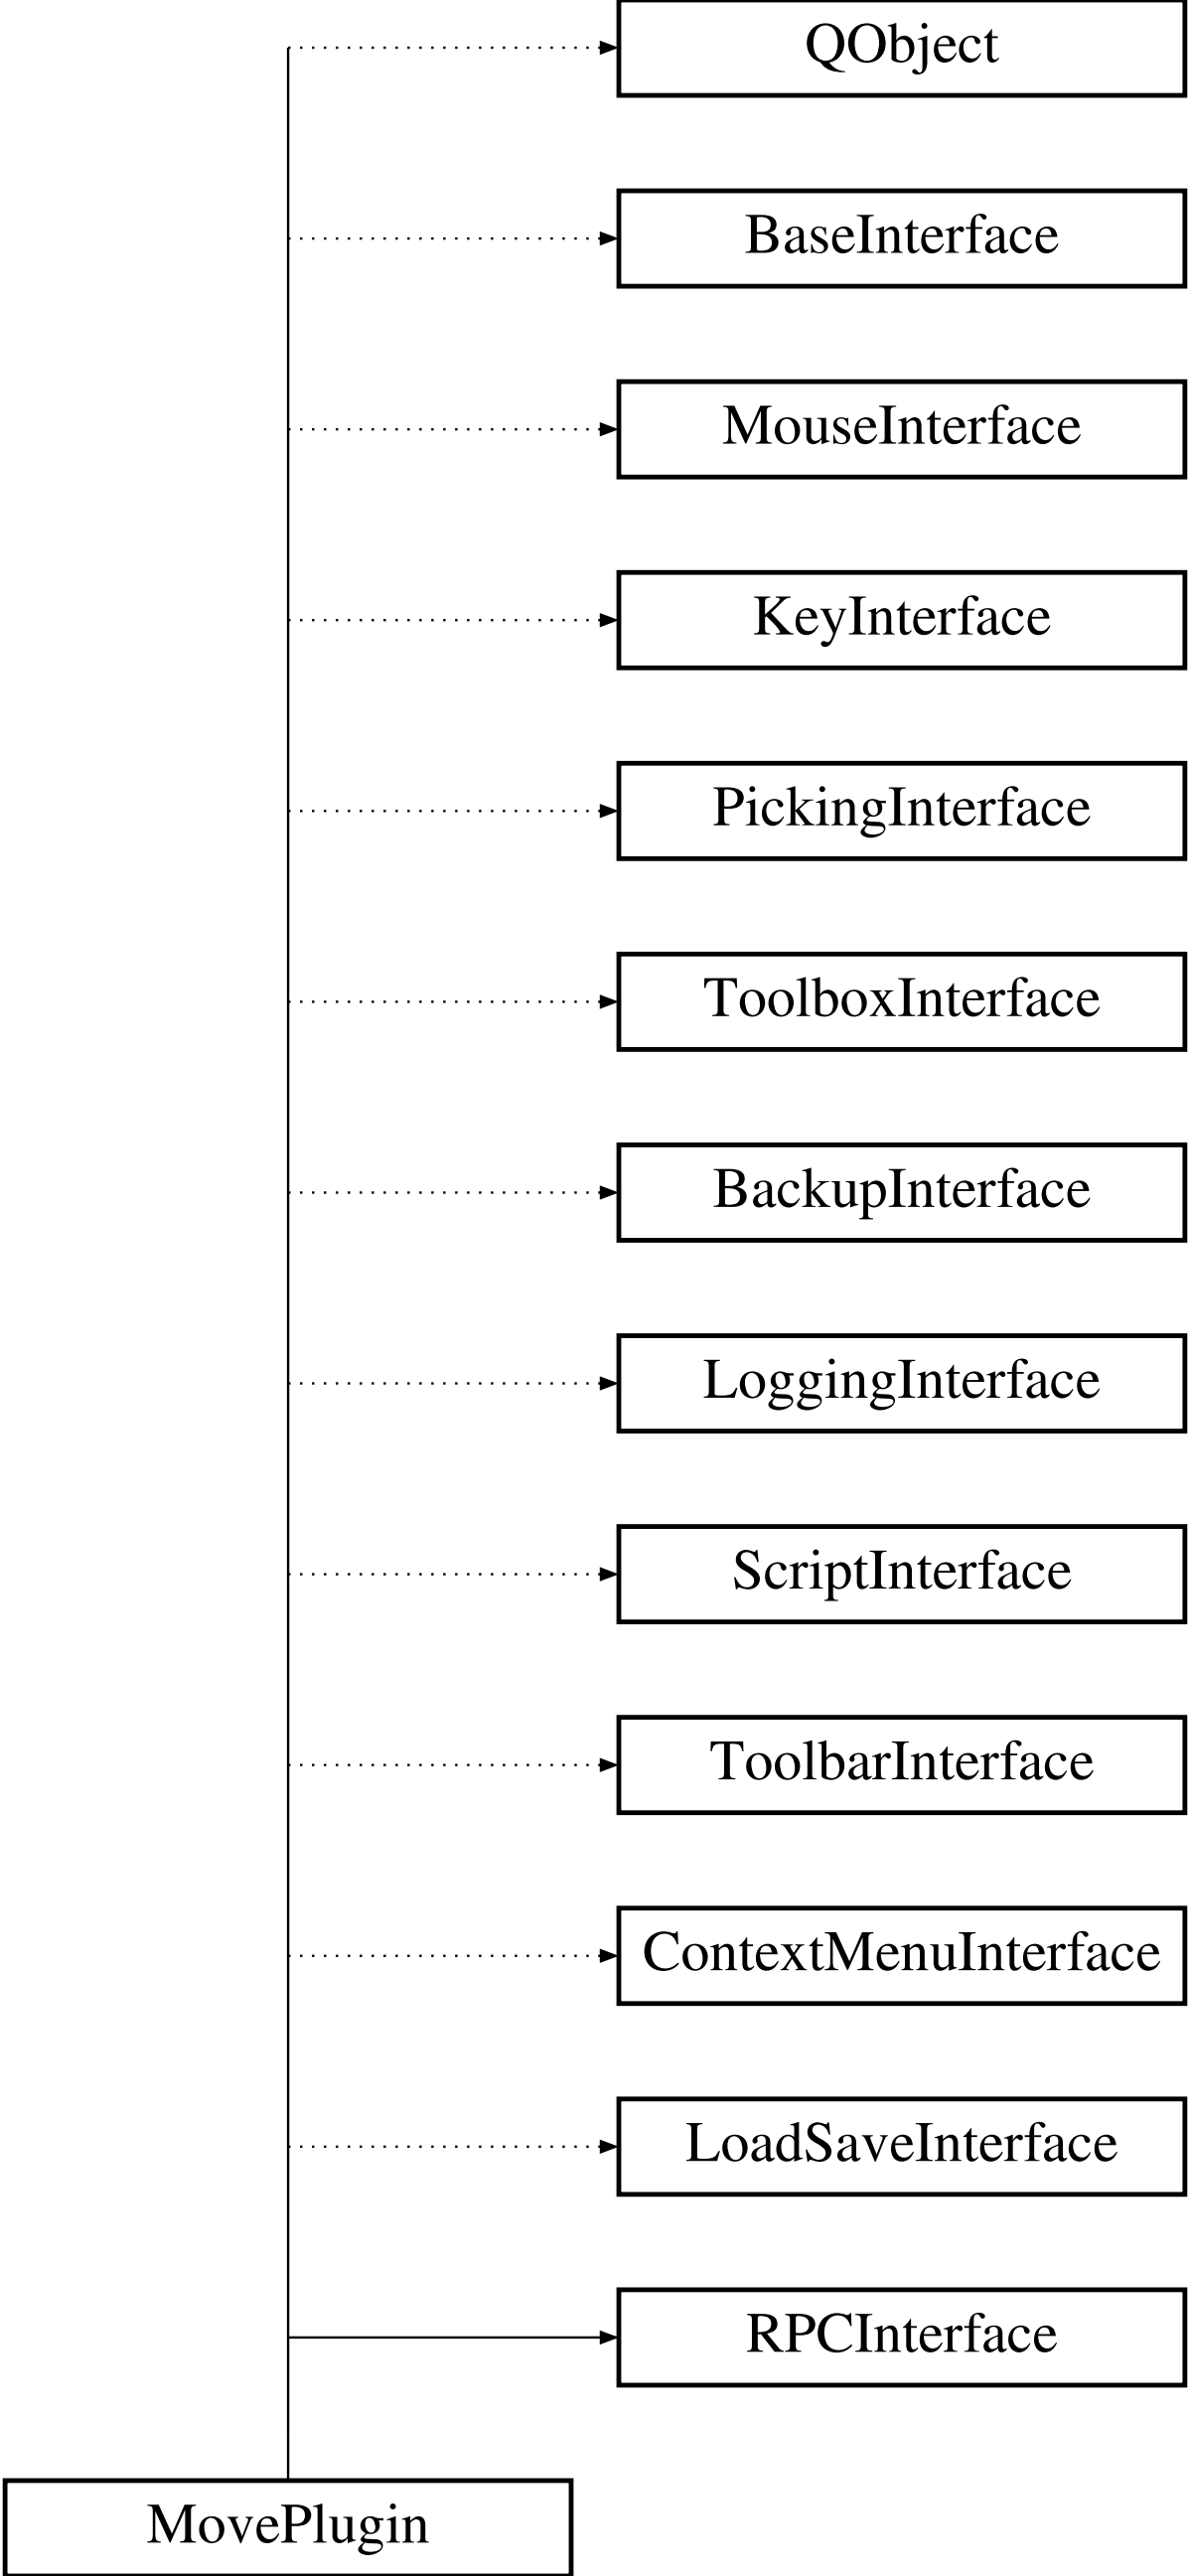 QObject
BaseInterface
MouseInterface
KeyInterface
PickingInterface
ToolboxInterface
BackupInterface
LoggingInterface
ScriptInterface
ToolbarInterface
ContextMenuInterface
LoadSaveInterface
RPCInterface
MovePlugin